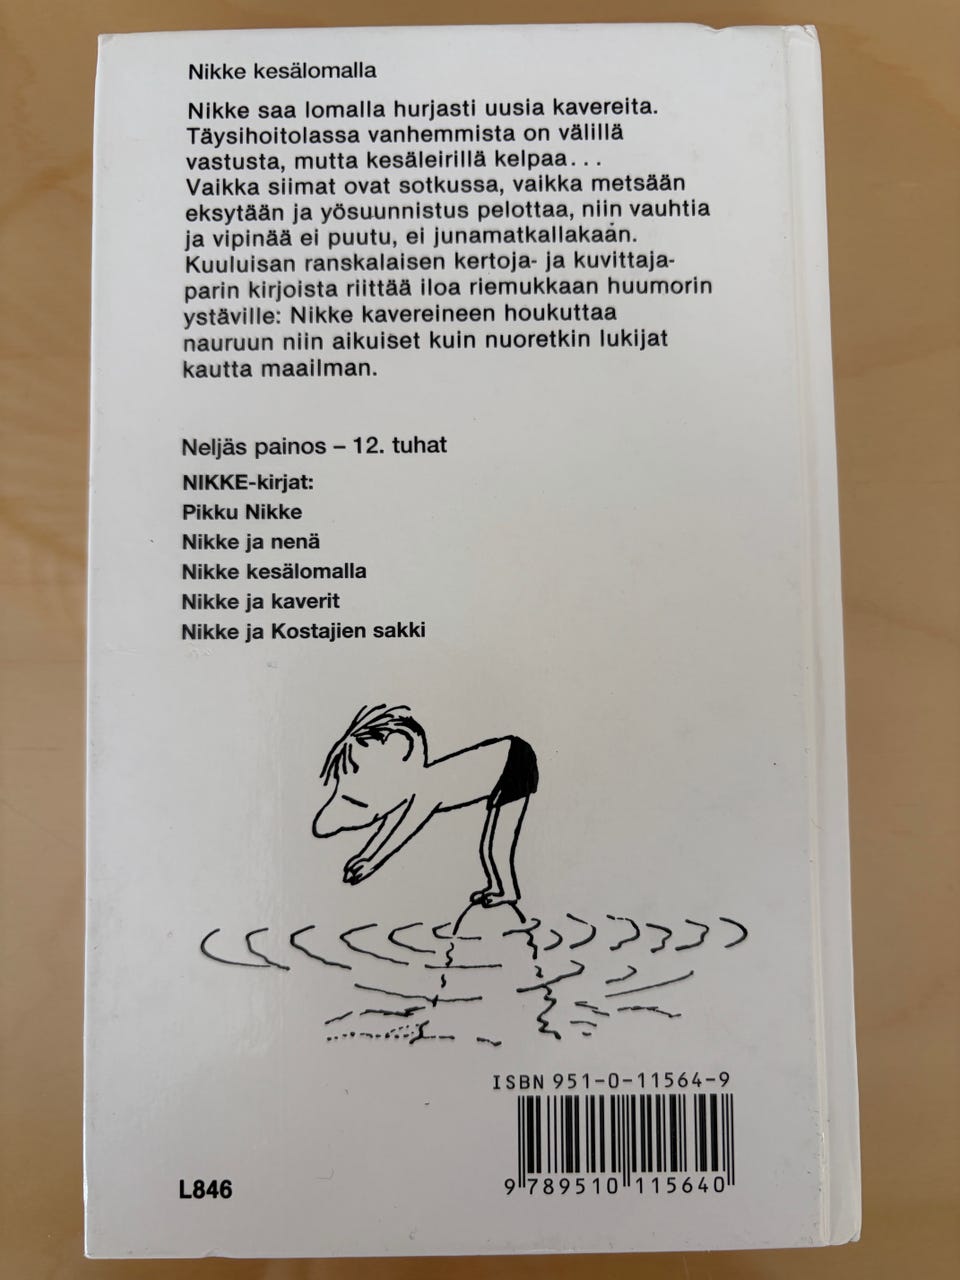 Nikke kesälomalla
Nikke saa lomalla hurjasti uusia kavereita.
Täysihoitolassa vanhemmista on välillä
vastusta, mutta kesäleirillä kelpaa...
Vaikka siimat ovat sotkussa, vaikka metsään
eksytään ja yösuunnistus pelottaa, niin vauhtia
ja vipinää ei puutu, ei junamatkallakaan.
Kuuluisan ranskalaisen kertoja- ja kuvittaja-
parin kirjoista riittää iloa riemukkaan huumorin
ystäville: Nikke kavereineen houkuttaa
nauruun niin aikuiset kuin nuoretkin lukijat
kautta maailman.
Neljäs painos – 12. tuhat
NIKKE-kirjat:
Pikku Nikke
Nikke ja nenä
Nikke kesälomalla
Nikke ja kaverit
Nikke ja Kostajien sakki
ISBN 951-0-11564-9
9 789510 115640
L846